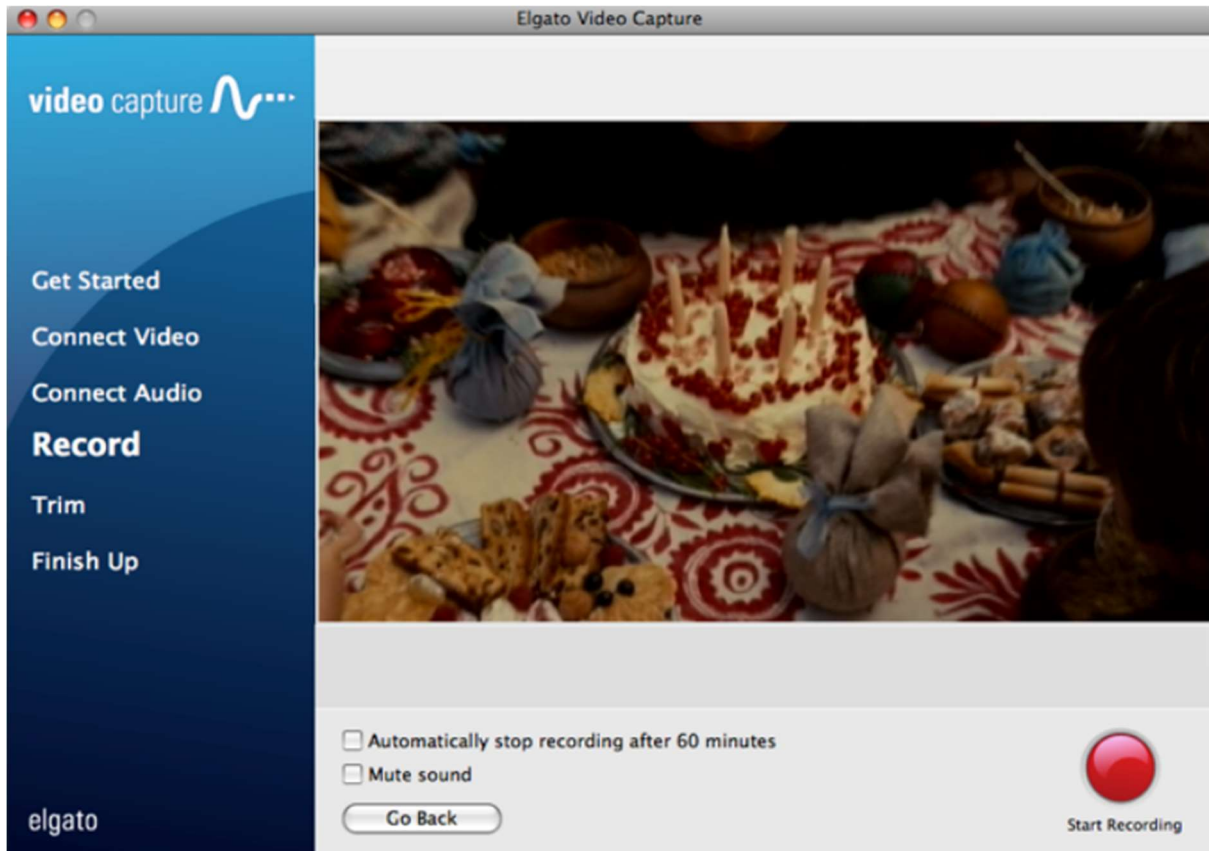 Elgato Video Capture
video capture
Get Started
Connect Video
Connect Audio
Record
Trim
Finish Up
elgato
Automatically stop recording after 60 minutes
Mute sound
Go Back
Start Recording